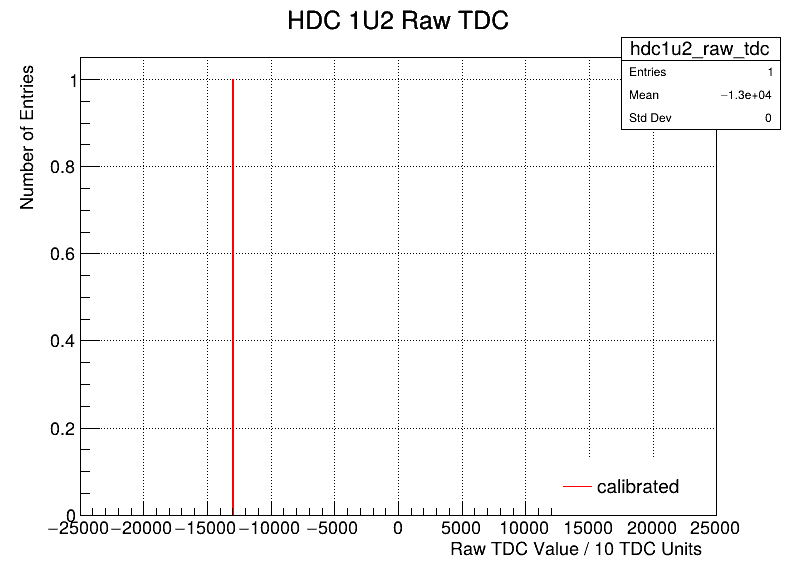 HDC 1U2 Raw TDC
hdc1u2_raw_tdc
Entries 1
Mean −1.3e+04
Std Dev 0
Number of Entries
1
0.8
0.6
0.4
0.2
0
calibrated
−25000 −20000 −15000 −10000 −5000 0 5000 10000 15000 20000 25000
Raw TDC Value / 10 TDC Units